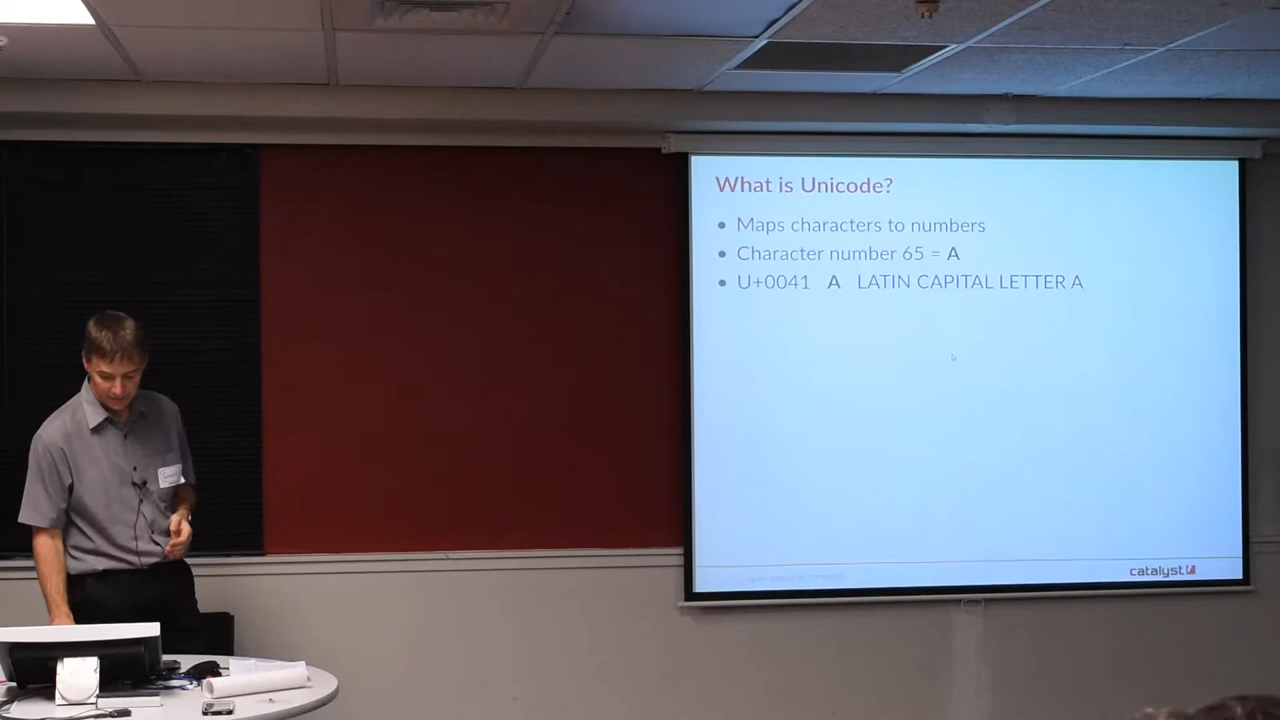 What is Unicode?
• Maps characters to numbers
• Character number 65 = A
• U+0041 A LATIN CAPITAL LETTER A
catalyst